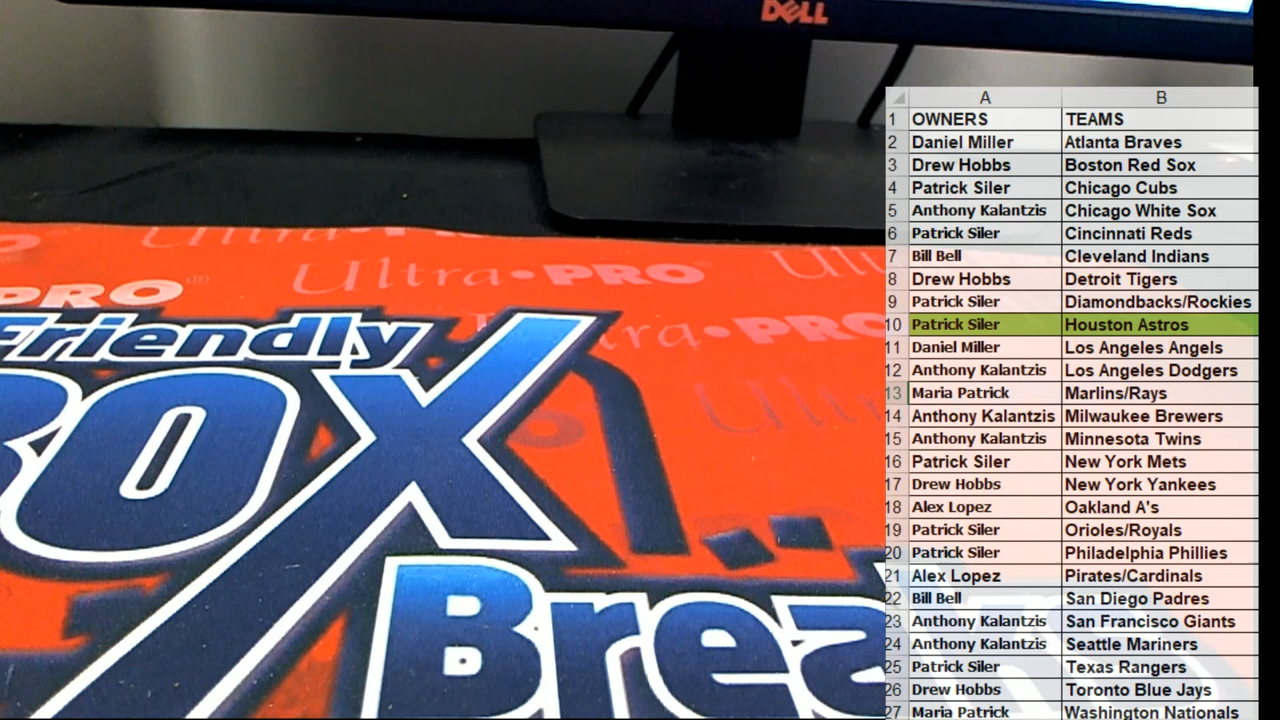 DELL
Ultra•PRO
PRO
Ultra•PRO
Ultra
Friendly
ra•PRO
BOX
Ultra
Brea
A B
1 OWNERS TEAMS
2 Daniel Miller Atlanta Braves
3 Drew Hobbs Boston Red Sox
4 Patrick Siler Chicago Cubs
5 Anthony Kalantzis Chicago White Sox
6 Patrick Siler Cincinnati Reds
7 Bill Bell Cleveland Indians
8 Drew Hobbs Detroit Tigers
9 Patrick Siler Diamondbacks/Rockies
10 Patrick Siler Houston Astros
11 Daniel Miller Los Angeles Angels
12 Anthony Kalantzis Los Angeles Dodgers
13 Maria Patrick Marlins/Rays
14 Anthony Kalantzis Milwaukee Brewers
15 Anthony Kalantzis Minnesota Twins
16 Patrick Siler New York Mets
17 Drew Hobbs New York Yankees
18 Alex Lopez Oakland A's
19 Patrick Siler Orioles/Royals
20 Patrick Siler Philadelphia Phillies
21 Alex Lopez Pirates/Cardinals
22 Bill Bell San Diego Padres
23 Anthony Kalantzis San Francisco Giants
24 Anthony Kalantzis Seattle Mariners
25 Patrick Siler Texas Rangers
26 Drew Hobbs Toronto Blue Jays
27 Maria Patrick Washington Nationals